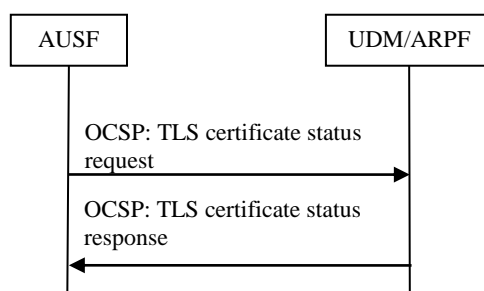 AUSF
UDM/ARPF
OCSP: TLS certificate status
request
OCSP: TLS certificate status
response